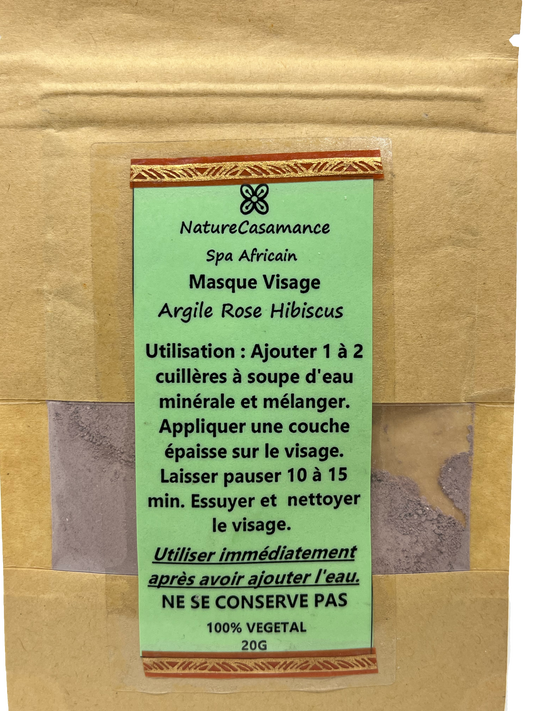 NatureCasamance
Spa Africain
Masque Visage
Argile Rose Hibiscus
Utilisation : Ajouter 1 à 2
cuillères à soupe d'eau
minérale et mélanger.
Appliquer une couche
épaisse sur le visage.
Laisser pauser 10 à 15
min. Essuyer et nettoyer
le visage.
Utiliser immédiatement
après avoir ajouter l'eau.
NE SE CONSERVE PAS
100% VEGETAL
20G